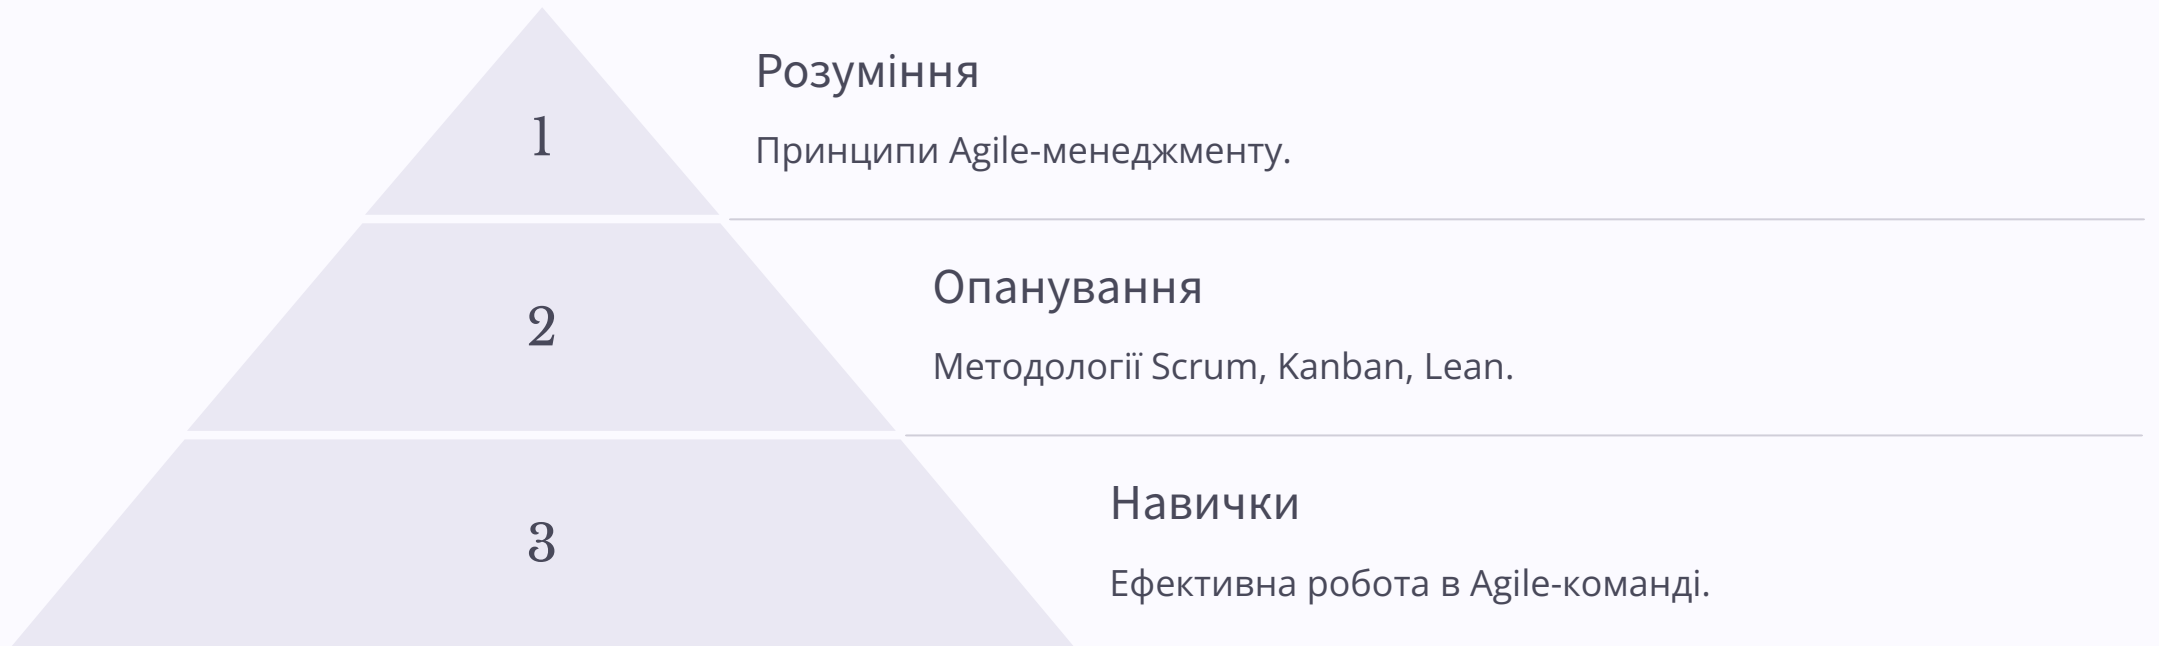 1
Розуміння
Принципи Agile-менеджменту.
2
Опанування
Методології Scrum, Kanban, Lean.
3
Навички
Ефективна робота в Agile-команді.